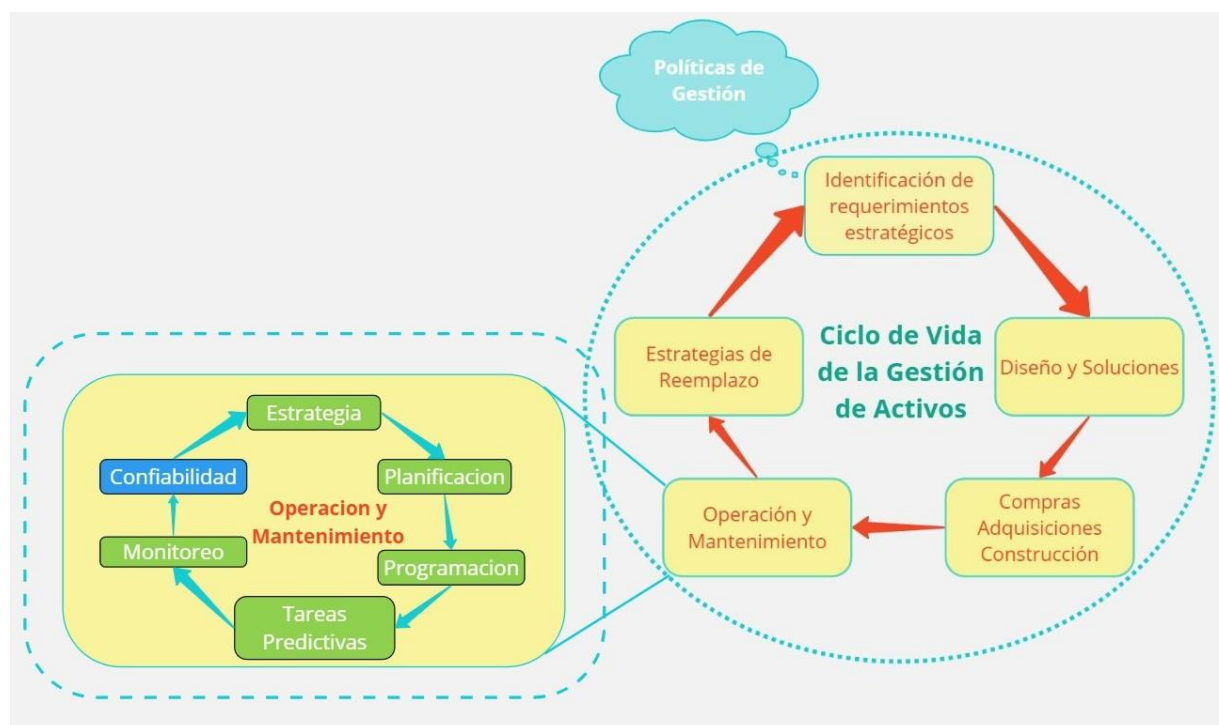 Políticas de
Gestión
Identificación de
requerimientos
estratégicos
Ciclo de Vida
de la Gestión
de Activos
Diseño y Soluciones
Compras
Adquisiciones
Construcción
Operación y
Mantenimiento
Estrategias de
Reemplazo
Operacion y
Mantenimiento
Estrategia
Planificacion
Programacion
Tareas
Predictivas
Monitoreo
Confiabilidad